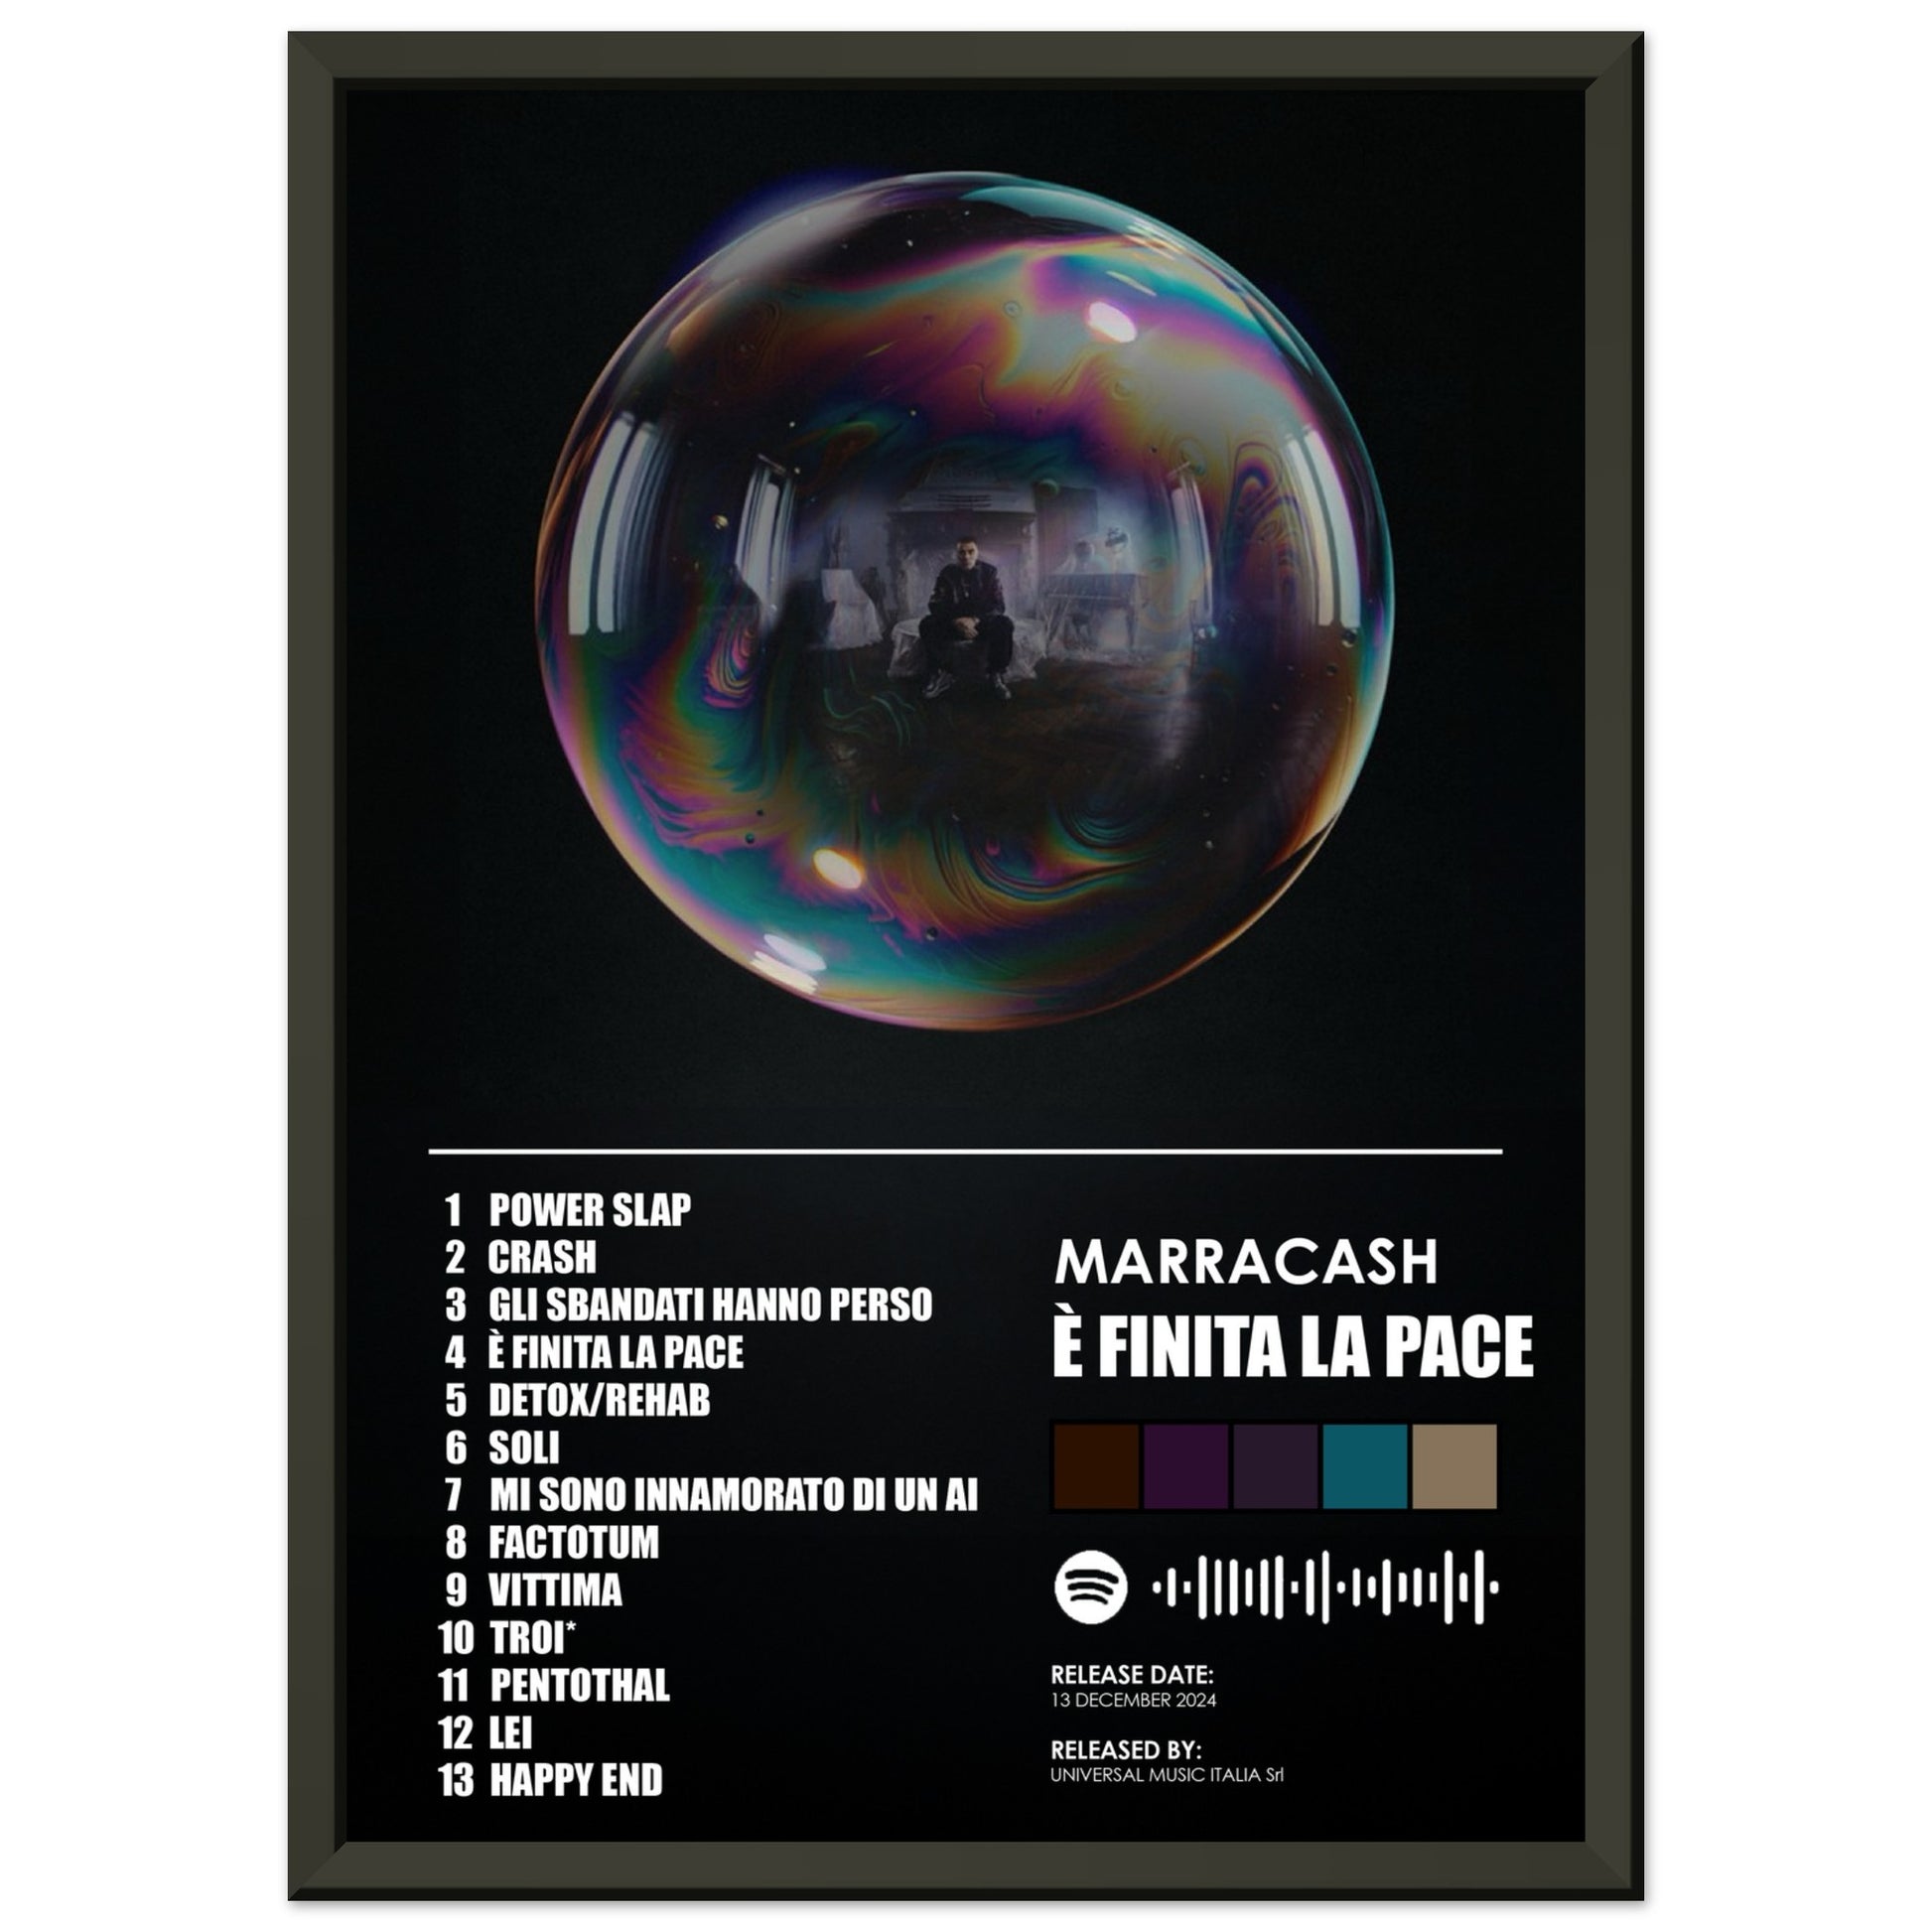 1 POWER SLAP
2 CRASH
3 GLI SBANDATI HANNO PERSO
4 È FINITA LA PACE
5 DETOX/REHAB
6 SOLI
7 MI SONO INNAMORATO DI UN AI
8 FACTOTUM
9 VITTIMA
10 TROI*
11 PENTOTHAL
12 LEI
13 HAPPY END
MARRACASH
È FINITA LA PACE
RELEASE DATE:
13 DECEMBER 2024
RELEASED BY:
UNIVERSAL MUSIC ITALIA Srl